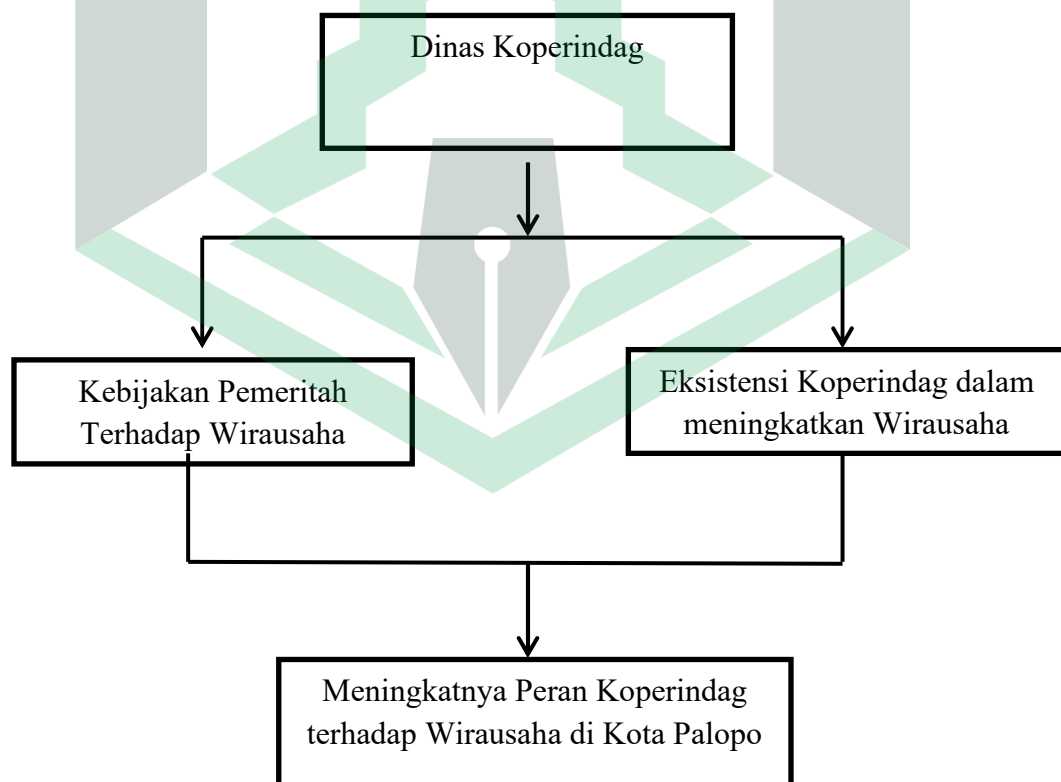 Dinas Koperindag
Kebijakan Pemeritah
Terhadap Wirausaha
Eksistensi Koperindag dalam
meningkatkan Wirausaha
Meningkatnya Peran Koperindag
terhadap Wirausaha di Kota Palopo